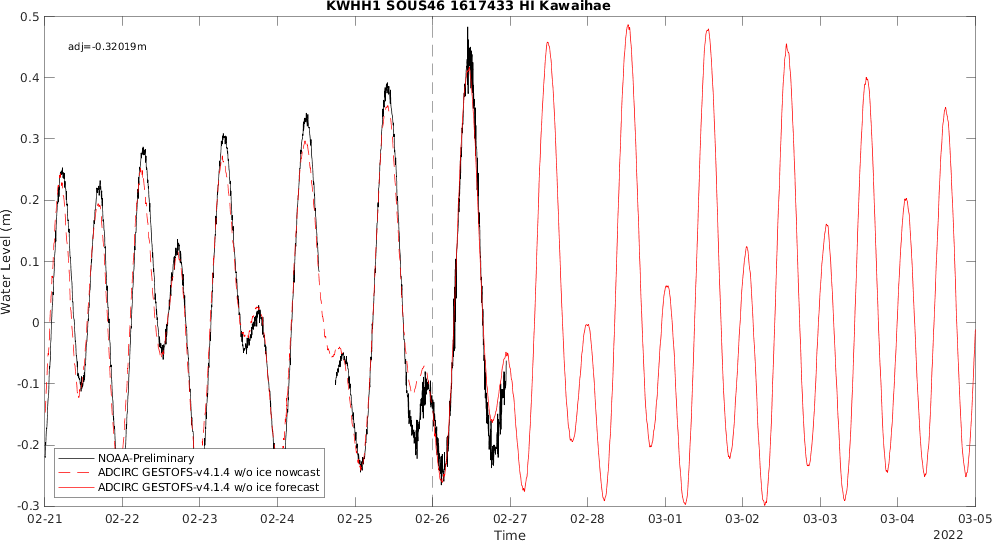 KWHH1 SOUS46 1617433 HI Kawaihae
adj=-0.32019m
Water Level (m)
0.5
0.4
0.3
0.2
0.1
0
-0.1
-0.2
-0.3
NOAA-Preliminary
ADCIRC GESTOFS-v4.1.4 w/o ice nowcast
ADCIRC GESTOFS-v4.1.4 w/o ice forecast
02-21 02-22 02-23 02-24 02-25 02-26 02-27 02-28 03-01 03-02 03-03 03-04 03-05
Time
2022